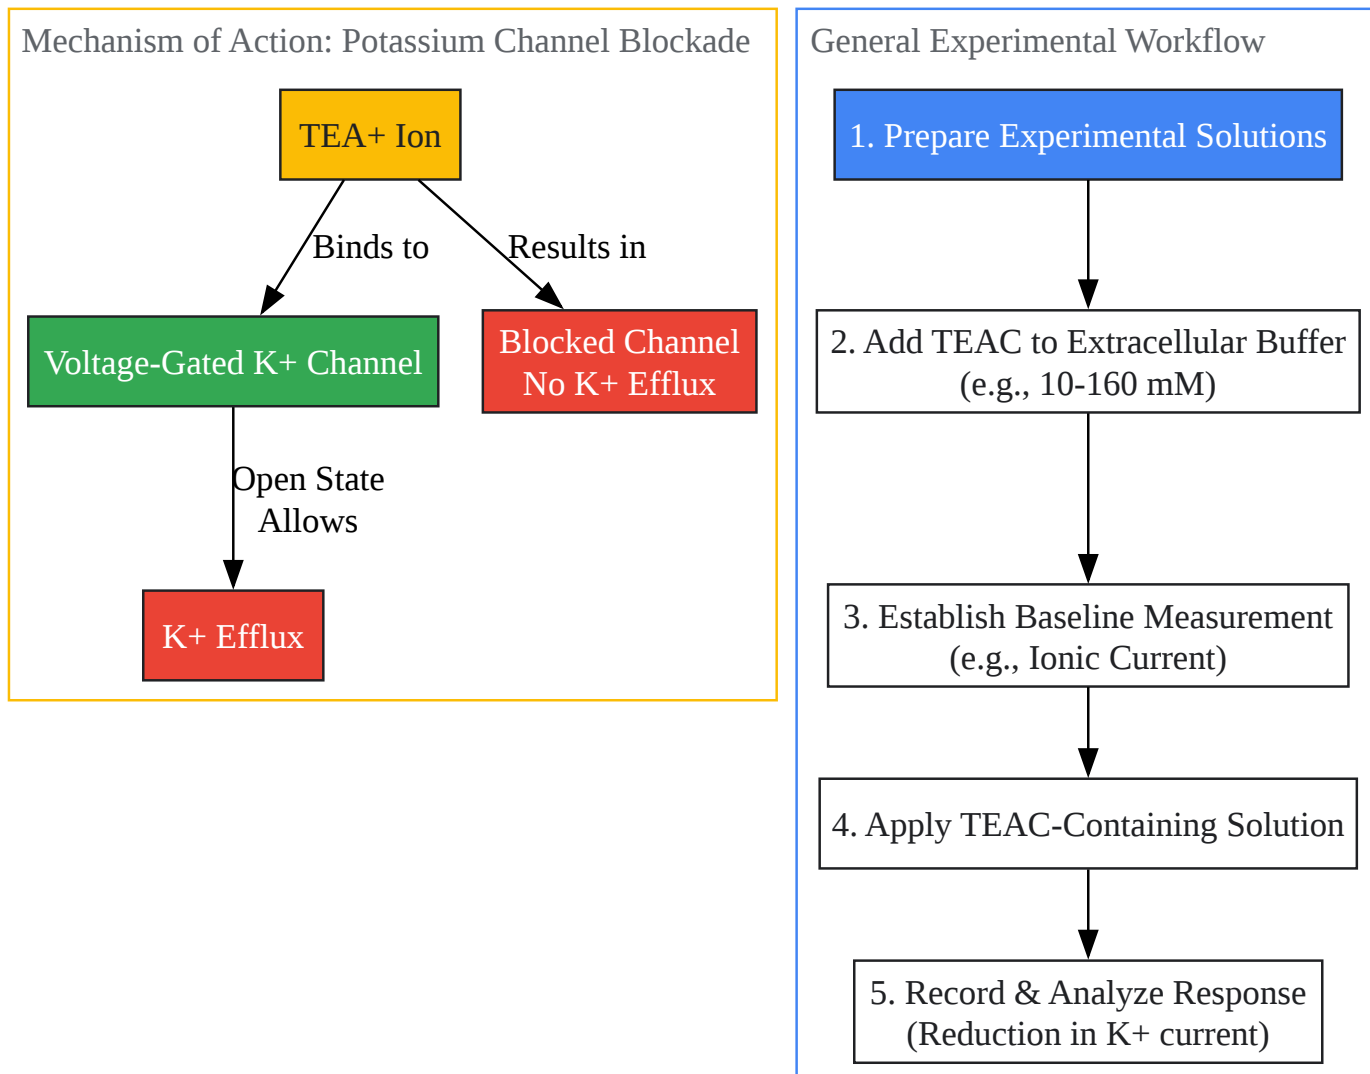 Mechanism of Action: Potassium Channel Blockade
TEA+ Ion
Binds to
Results in
Voltage-Gated K+ Channel
Blocked Channel
No K+ Efflux
Open State
Allows
K+ Efflux
General Experimental Workflow
1. Prepare Experimental Solutions
2. Add TEAC to Extracellular Buffer
(e.g., 10-160 mM)
3. Establish Baseline Measurement
(e.g., Ionic Current)
4. Apply TEAC-Containing Solution
5. Record & Analyze Response
(Reduction in K+ current)